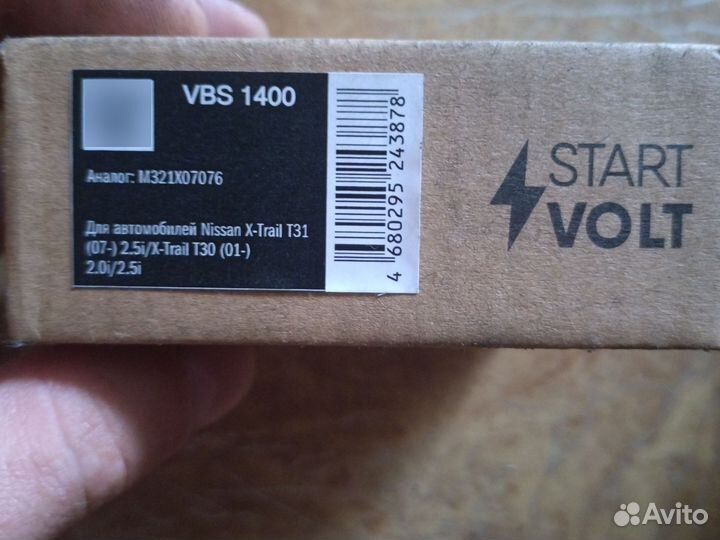 VBS 1400
Аналог: M321X07076
Для автомобилей Nissan X-Trail T31
(07-) 2.5i/X-Trail T30 (01-)
2.0i/2.5i
4 680295 243878
START
VOLT
Avito